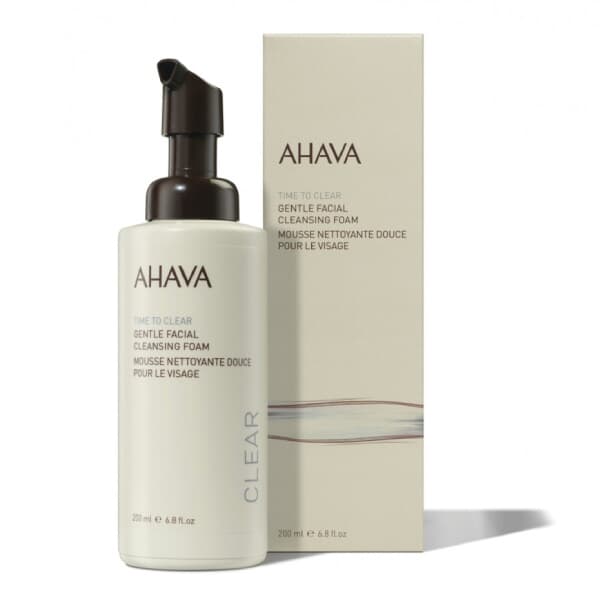 AHAVA
TIME TO CLEAR
GENTLE FACIAL
CLEANSING FOAM
MOUSSE NETTOYANTE DOUCE
POUR LE VISAGE
CLEAR
200 ml ℮ 6.8 fl.oz
AHAVA
TIME TO CLEAR
GENTLE FACIAL
CLEANSING FOAM
MOUSSE NETTOYANTE DOUCE
POUR LE VISAGE
200 ml ℮ 6.8 fl.oz